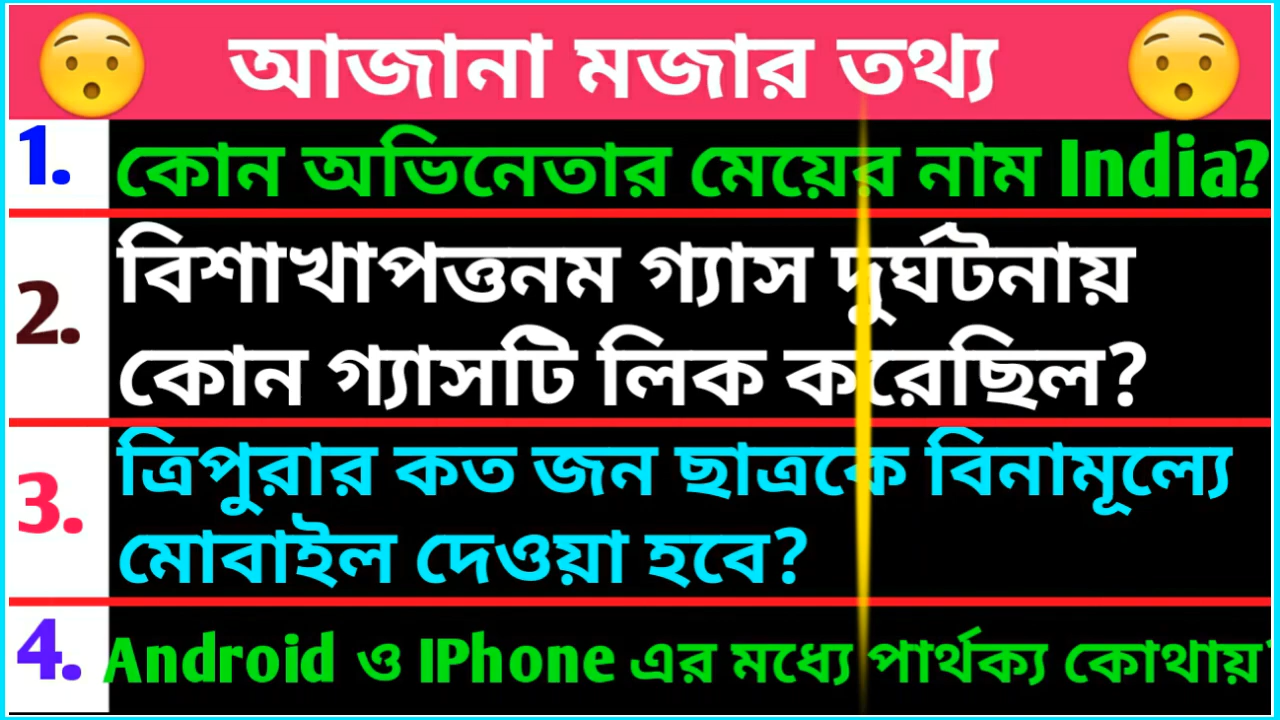 আজানা মজার তথ্য
1. কোন অভিনেতার মেয়ের নাম India?
2. বিশাখাপত্তনম গ্যাস দুর্ঘটনায়
কোন গ্যাসটি লিক করেছিল?
3. ত্রিপুরার কত জন ছাত্রকে বিনামূল্যে
মোবাইল দেওয়া হবে?
4. Android ও IPhone এর মধ্যে পার্থক্য কোথায়?